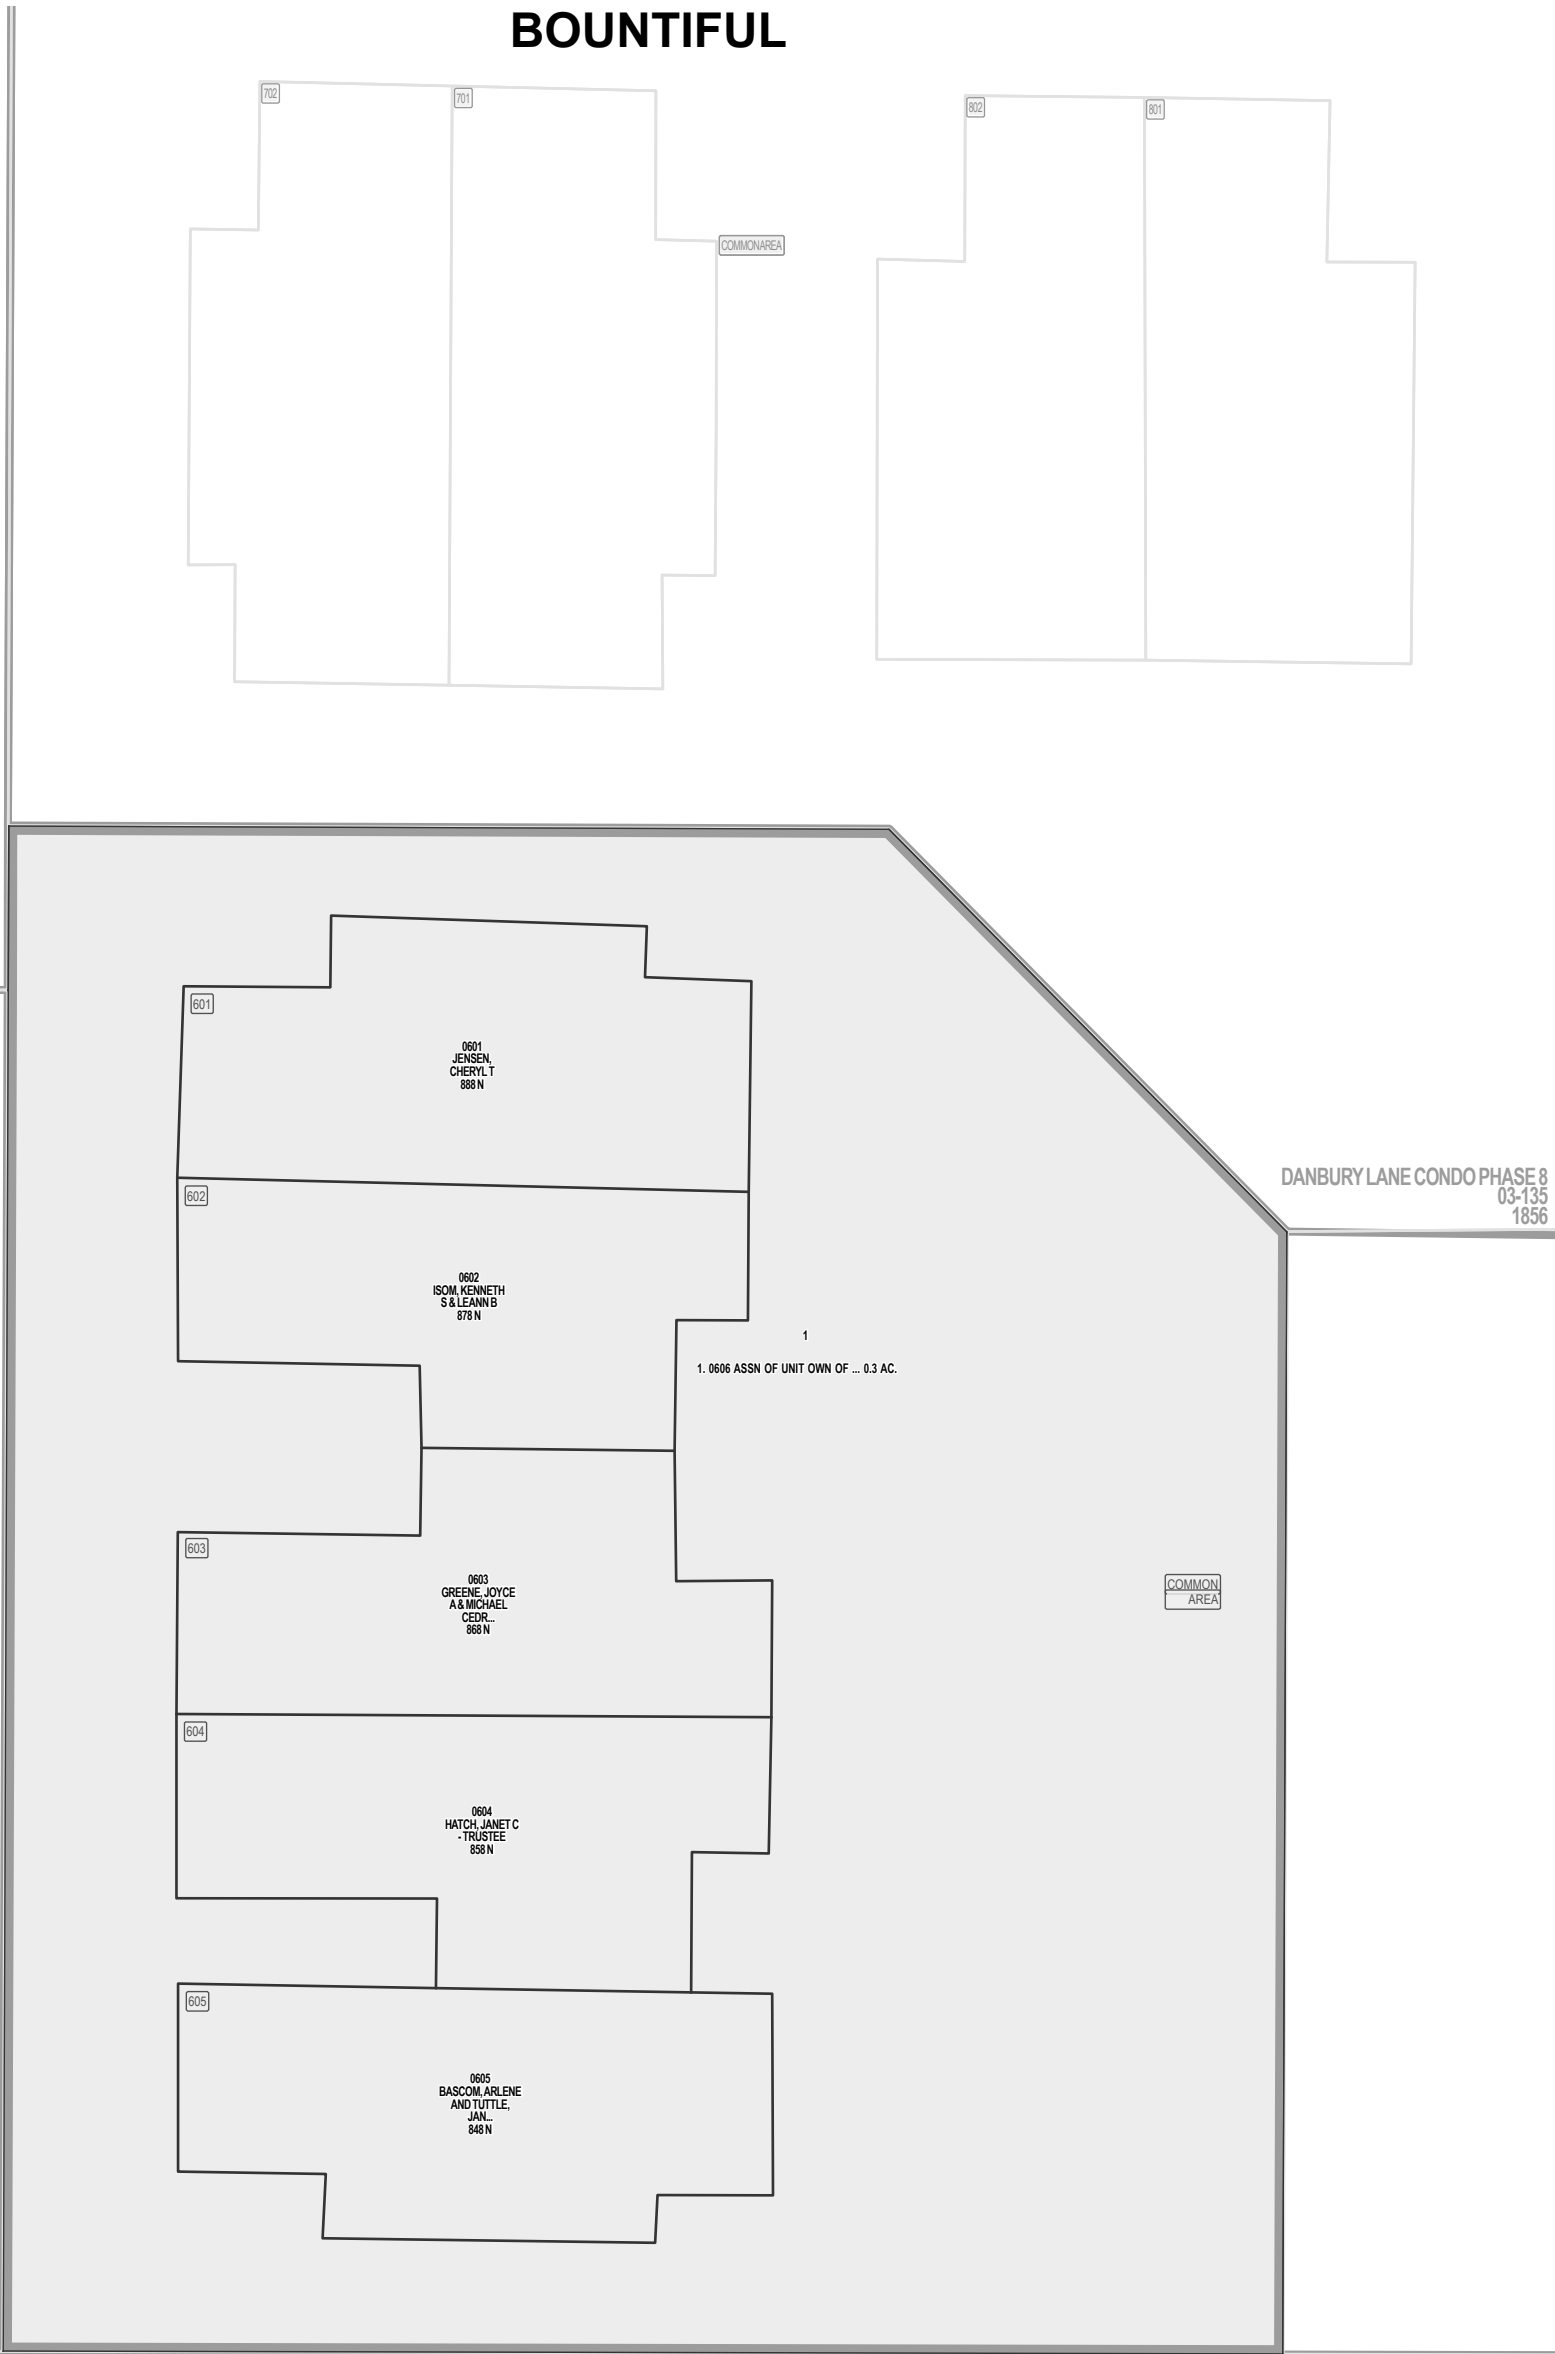 BOUNTIFUL
702
701
802
801
COMMONAREA
601
0601
JENSEN,
CHERYL T
888 N
DANBURY LANE CONDO PHASE 8
03-135
1856
602
0602
ISOM, KENNETH
S & LEANN B
878 N
1
1. 0606 ASSN OF UNIT OWN OF ... 0.3 AC.
603
0603
GREENE, JOYCE
A & MICHAEL
CEDR...
868 N
COMMON
AREA
604
0604
HATCH, JANET C
- TRUSTEE
858 N
605
0605
BASCOM, ARLENE
AND TUTTLE,
JAN...
848 N